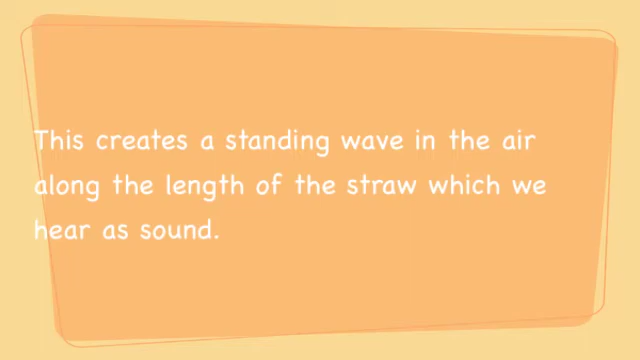 This creates a standing wave in the air
along the length of the straw which we
hear as sound.